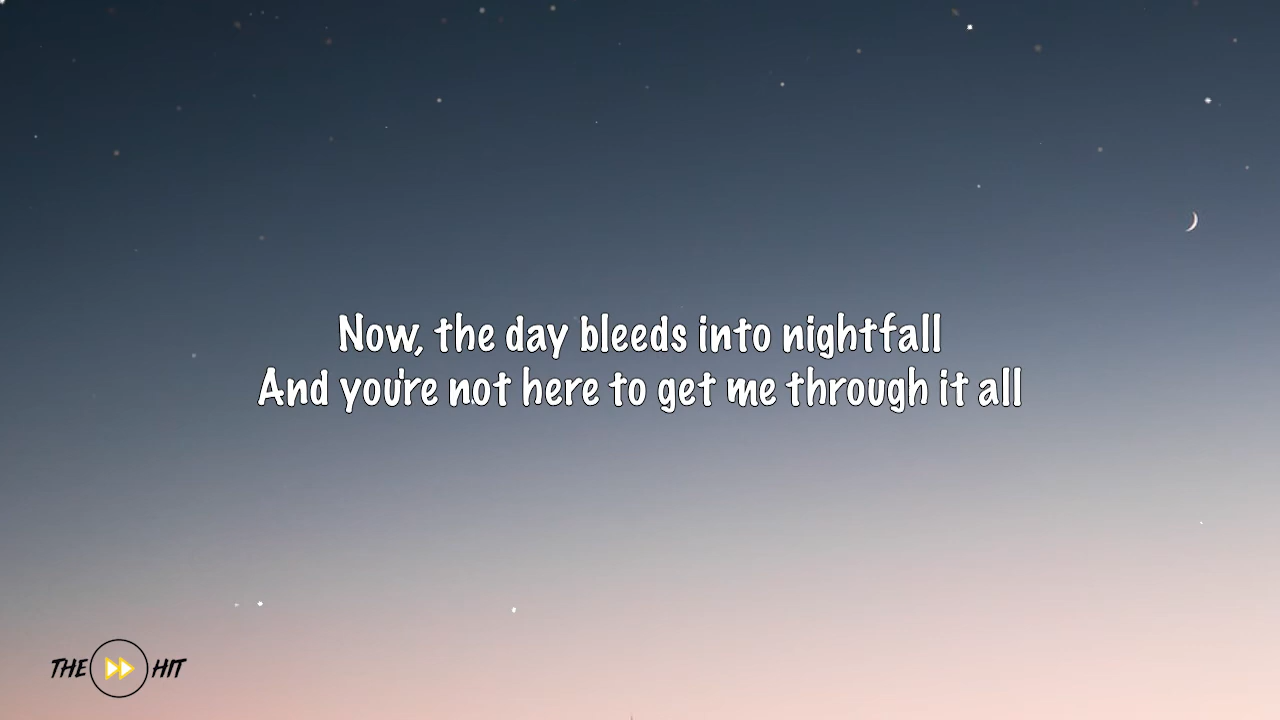 Now, the day bleeds into nightfall
And you're not here to get me through it all
THE HIT